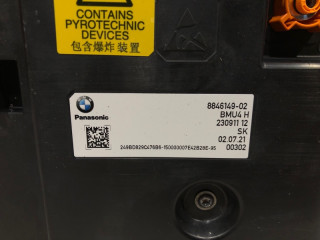 CONTAINS
PYROTECHNIC
DEVICES
包含爆炸装置
BMW
Panasonic
8846149-02
BMU4 H
230911 12
SK
02.07.21
00302